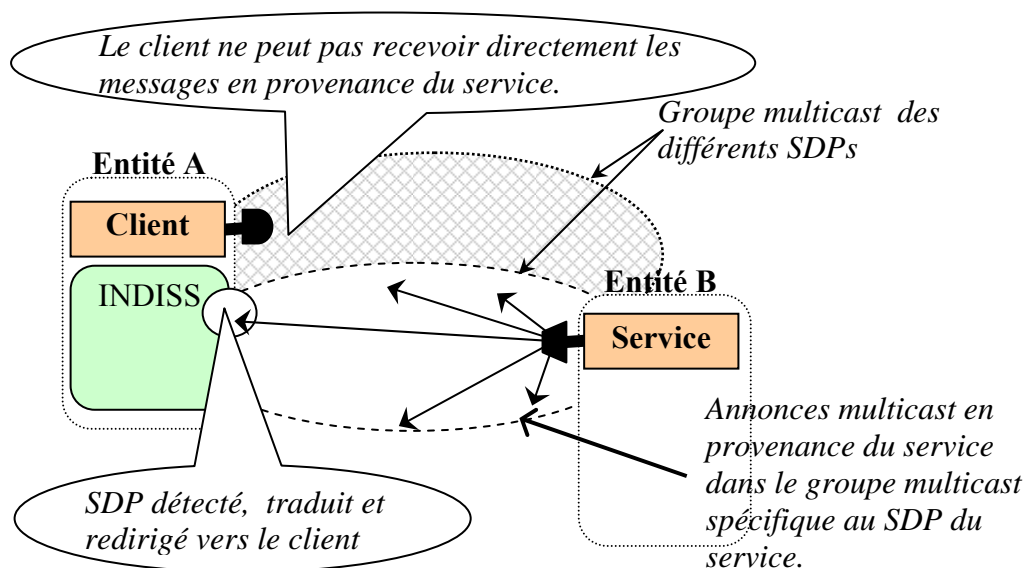 Le client ne peut pas recevoir directement les
messages en provenance du service.
Groupe multicast des
différents SDPs
Entité A
Client
INDISS
Entité B
Service
Annonces multicast en
provenance du service
dans le groupe multicast
spécifique au SDP du
service.
SDP détecté, traduit et
redirigé vers le client